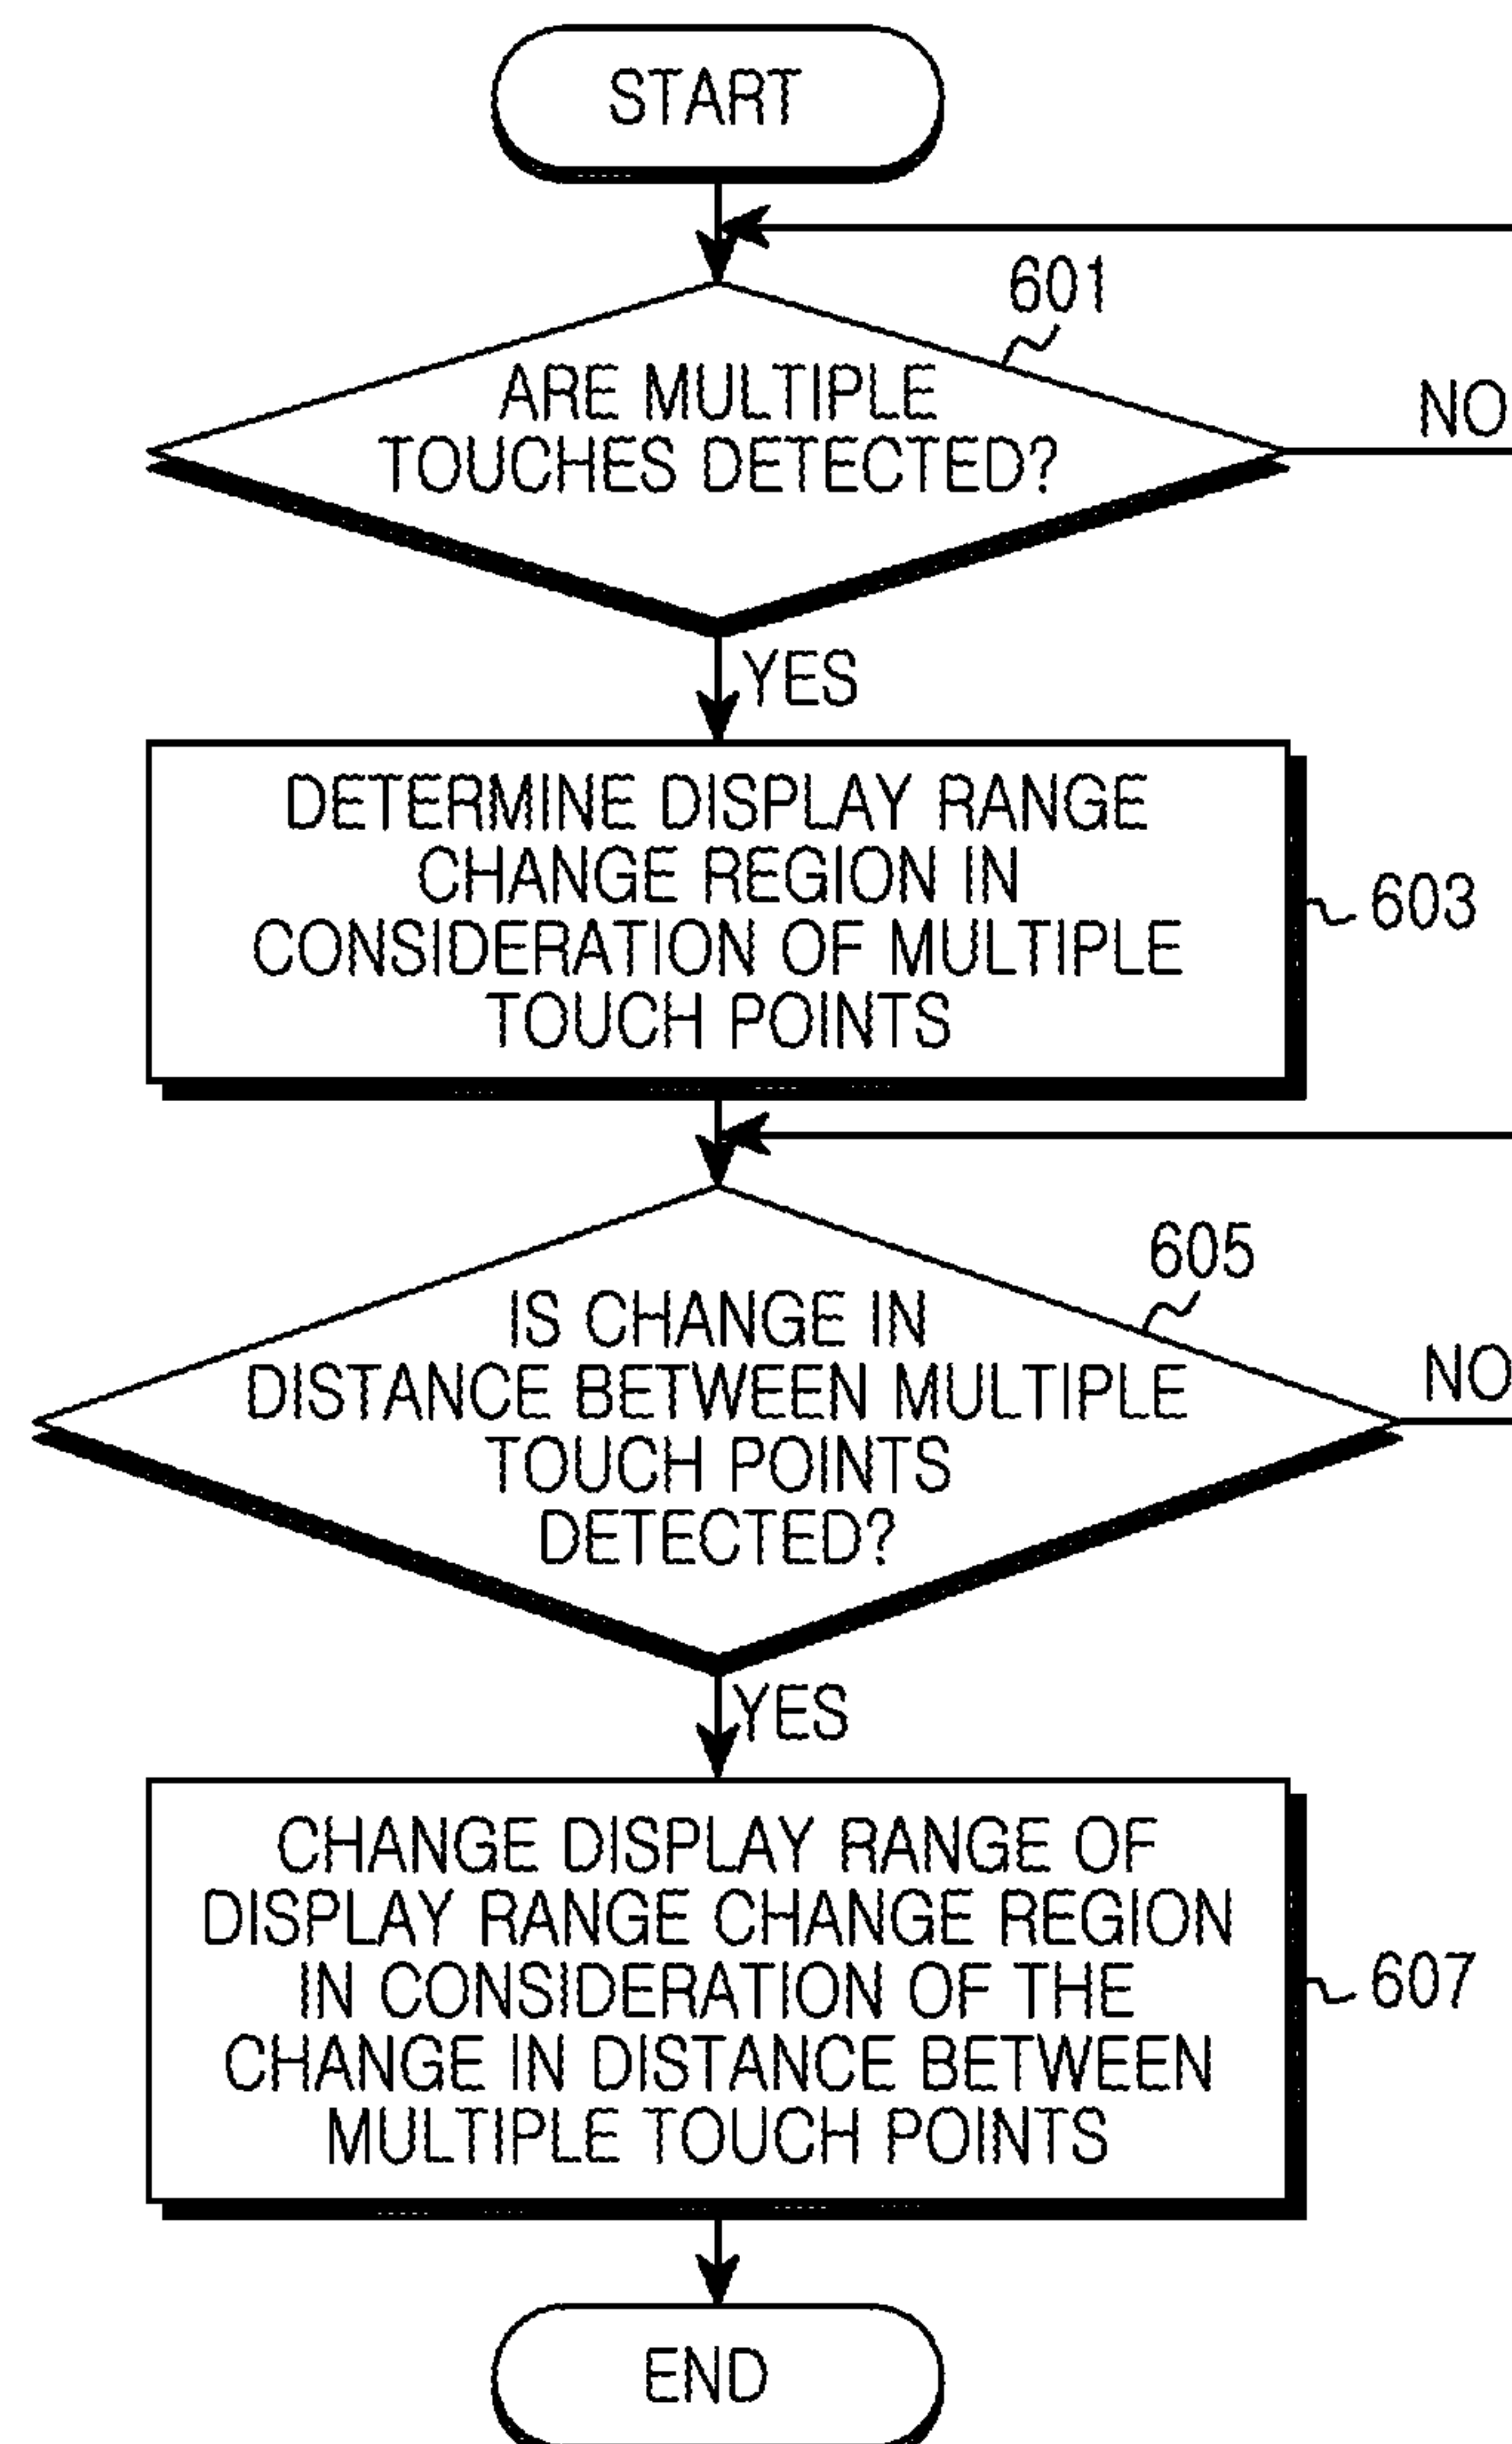 START
601
ARE MULTIPLE
TOUCHES DETECTED?
NO
YES
DETERMINE DISPLAY RANGE
CHANGE REGION IN
CONSIDERATION OF MULTIPLE
TOUCH POINTS
603
605
IS CHANGE IN
DISTANCE BETWEEN MULTIPLE
TOUCH POINTS
DETECTED?
NO
YES
CHANGE DISPLAY RANGE OF
DISPLAY RANGE CHANGE REGION
IN CONSIDERATION OF THE
CHANGE IN DISTANCE BETWEEN
MULTIPLE TOUCH POINTS
607
END